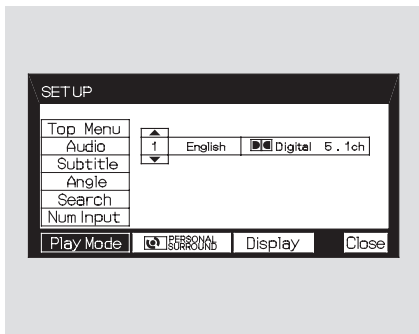 SETUP
Top Menu
Audio
Subtitle
Angle
Search
Num Input
1 English Digital 5.1ch
Play Mode PERSONAL SURROUND Display Close